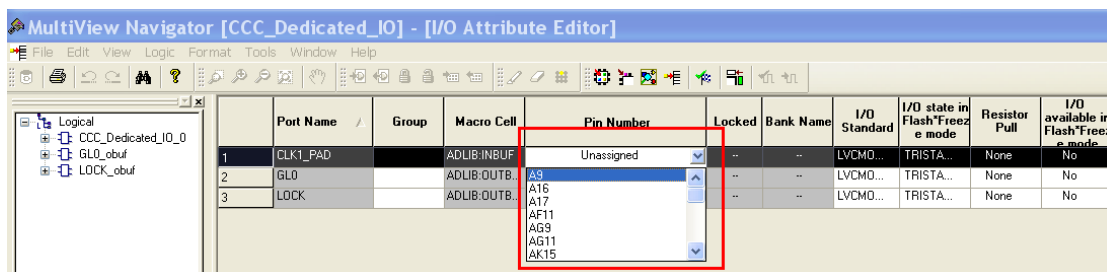 MultiView Navigator [CCC_Dedicated_IO] - [I/O Attribute Editor]
File Edit View Logic Format Tools Window Help
Logical
CCC_Dedicated_IO_0
GL0_obuf
LOCK_obuf
Port Name Group Macro Cell Pin Number Locked Bank Name I/O Standard I/O state in Flash*Freeze mode Resistor Pull I/O available in Flash*Freeze mode
1 CLK1_PAD ADLIB:INBUF Unassigned -- -- LVCMO... TRISTA... None No
2 GL0 ADLIB:OUTB... -- -- LVCMO... TRISTA... None No
3 LOCK ADLIB:OUTB... -- -- LVCMO... TRISTA... None No
A9
A16
A17
AF11
AG9
AG11
AK15